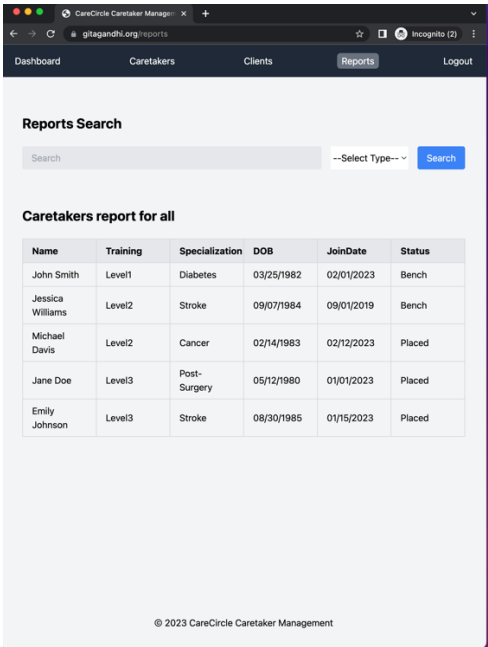 CareCircle Caretaker Managem
gitagandhi.org/reports
Incognito (2)
Dashboard Caretakers Clients Reports Logout
Reports Search
Search --Select Type-- Search
Caretakers report for all
Name Training Specialization DOB JoinDate Status
John Smith Level1 Diabetes 03/25/1982 02/01/2023 Bench
Jessica Williams Level2 Stroke 09/07/1984 09/01/2019 Bench
Michael Davis Level2 Cancer 02/14/1983 02/12/2023 Placed
Jane Doe Level3 Post-Surgery 05/12/1980 01/01/2023 Placed
Emily Johnson Level3 Stroke 08/30/1985 01/15/2023 Placed
© 2023 CareCircle Caretaker Management